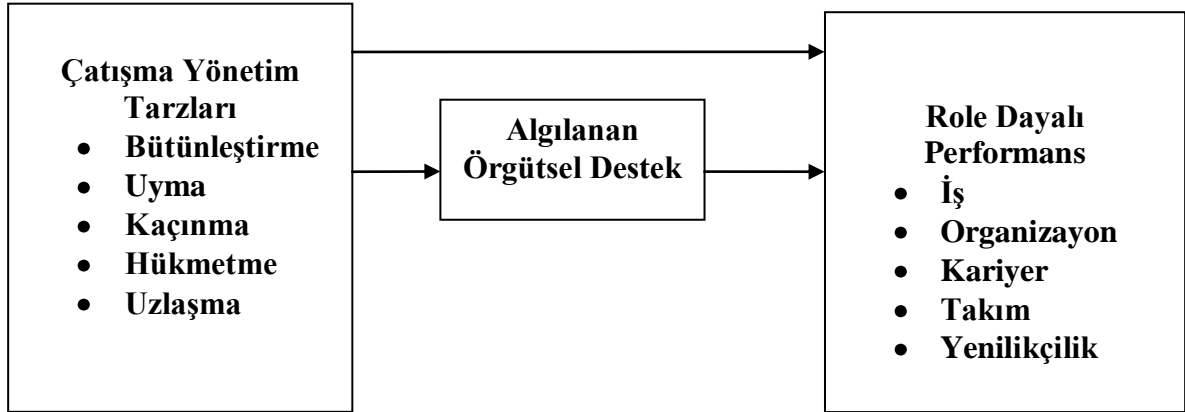 Çatışma Yönetim
Tarzları
• Bütünleştirme
• Uyma
• Kaçınma
• Hükmetme
• Uzlaşma
Algılanan
Örgütsel Destek
Role Dayalı
Performans
• İş
• Organizayon
• Kariyer
• Takım
• Yenilikçilik